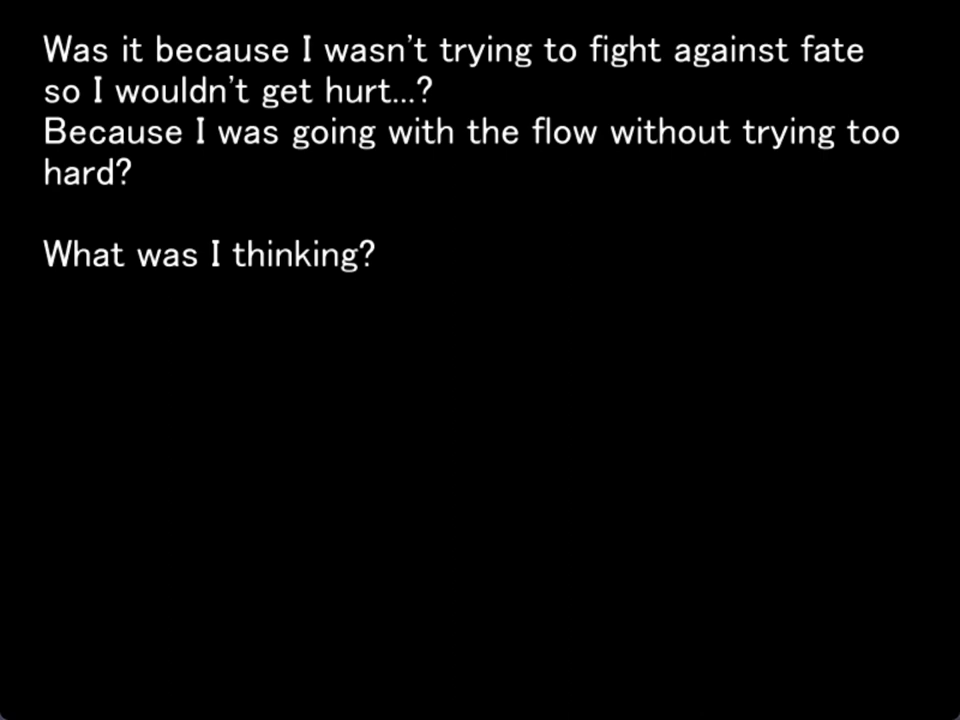 Was it because I wasn't trying to fight against fate
so I wouldn't get hurt...?
Because I was going with the flow without trying too
hard?
What was I thinking?